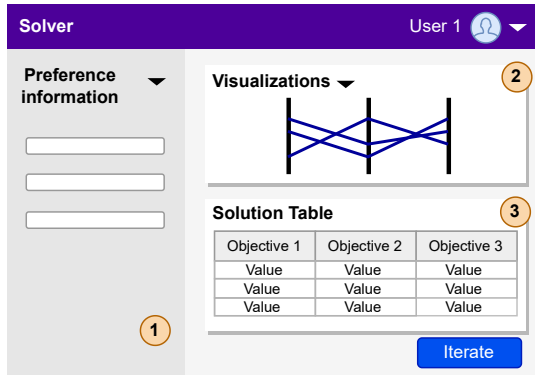 Solver
User 1
Preference
information
1
Visualizations
2
Solution Table
3
Objective 1 Objective 2 Objective 3
Value Value Value
Value Value Value
Value Value Value
Iterate